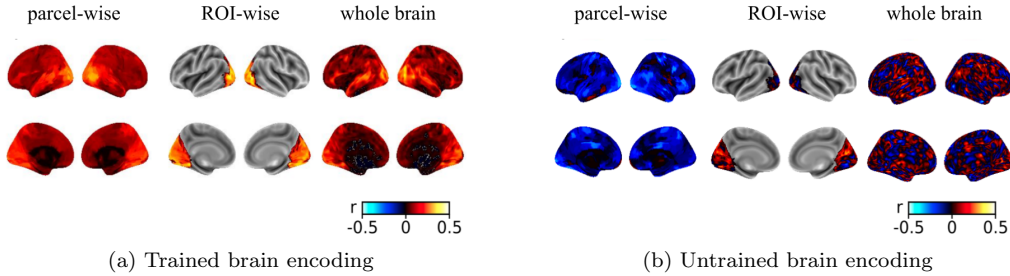 parcel-wise ROI-wise whole brain
parcel-wise ROI-wise whole brain
r
-0.5 0 0.5
r
-0.5 0 0.5
(a) Trained brain encoding
(b) Untrained brain encoding